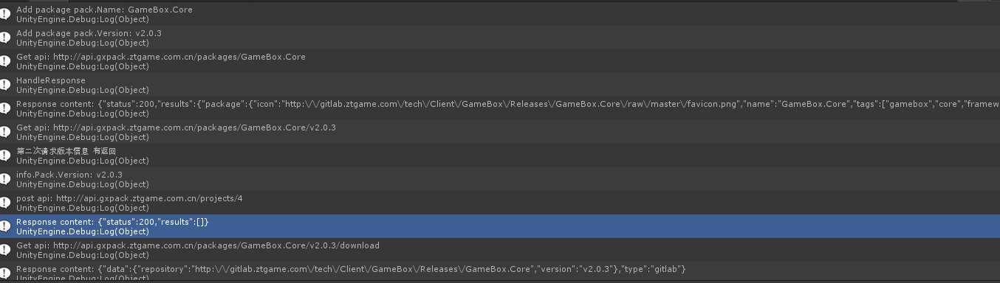 Add package pack.Name: GameBox.Core
UnityEngine.Debug:Log(Object)
Add package pack.Version: v2.0.3
UnityEngine.Debug:Log(Object)
Get api: http://api.gxpack.ztgame.com.cn/packages/GameBox.Core
UnityEngine.Debug:Log(Object)
HandleResponse
UnityEngine.Debug:Log(Object)
Response content: {"status":200,"results":{"package":{"icon":"http:\/\/gitlab.ztgame.com\/tech\/Client\/GameBox\/Releases\/GameBox.Core\/raw\/master\/favicon.png","name":"GameBox.Core","tags":["gamebox","core","framew
UnityEngine.Debug:Log(Object)
Get api: http://api.gxpack.ztgame.com.cn/packages/GameBox.Core/v2.0.3
UnityEngine.Debug:Log(Object)
第二次请求版本信息 有返回
UnityEngine.Debug:Log(Object)
info.Pack.Version: v2.0.3
UnityEngine.Debug:Log(Object)
post api: http://api.gxpack.ztgame.com.cn/projects/4
UnityEngine.Debug:Log(Object)
Response content: {"status":200,"results":[]}
UnityEngine.Debug:Log(Object)
Get api: http://api.gxpack.ztgame.com.cn/packages/GameBox.Core/v2.0.3/download
UnityEngine.Debug:Log(Object)
Response content: {"data":{"repository":"http:\/\/gitlab.ztgame.com\/tech\/Client\/GameBox\/Releases\/GameBox.Core","version":"v2.0.3"},"type":"gitlab"}
UnityEngine.Debug:Log(Object)